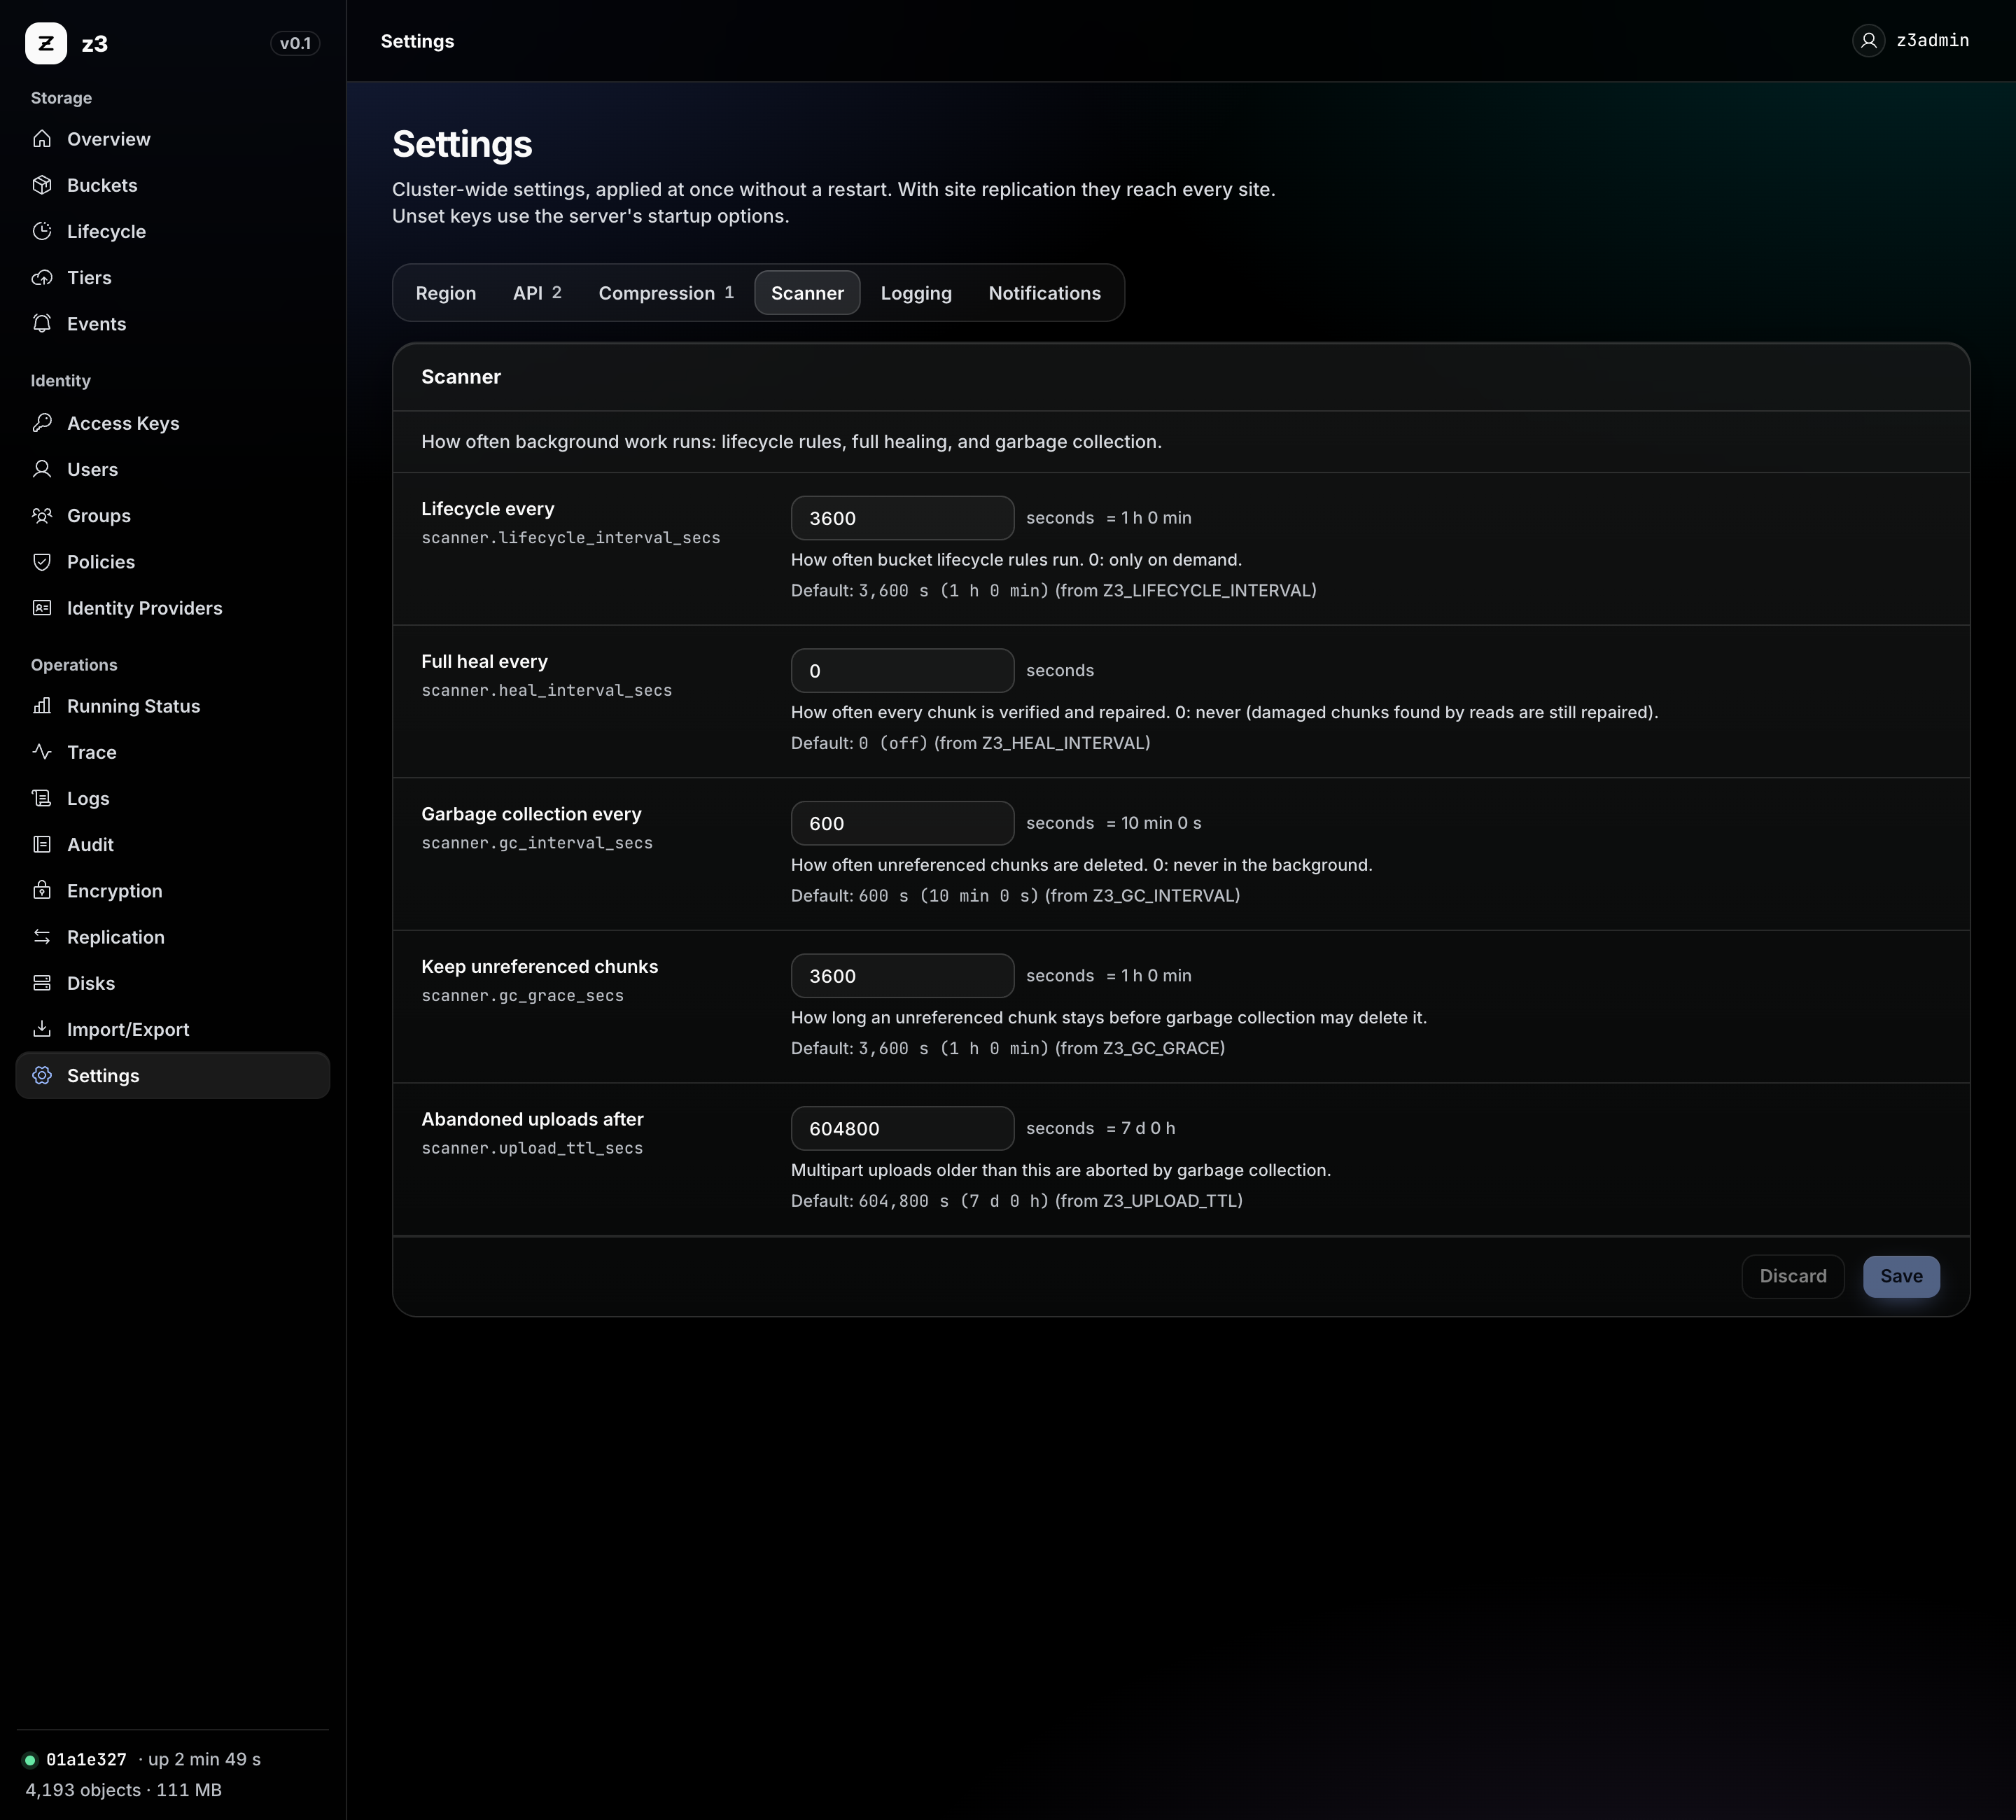 z3
v0.1
Storage
Overview
Buckets
Lifecycle
Tiers
Events
Identity
Access Keys
Users
Groups
Policies
Identity Providers
Operations
Running Status
Trace
Logs
Audit
Encryption
Replication
Disks
Import/Export
Settings
01a1e327 · up 2 min 49 s
4,193 objects · 111 MB
Settings
z3admin
Settings
Cluster-wide settings, applied at once without a restart. With site replication they reach every site.
Unset keys use the server's startup options.
Region API 2 Compression 1 Scanner Logging Notifications
Scanner
How often background work runs: lifecycle rules, full healing, and garbage collection.
Lifecycle every
scanner.lifecycle_interval_secs
3600 seconds = 1 h 0 min
How often bucket lifecycle rules run. 0: only on demand.
Default: 3,600 s (1 h 0 min) (from Z3_LIFECYCLE_INTERVAL)
Full heal every
scanner.heal_interval_secs
0 seconds
How often every chunk is verified and repaired. 0: never (damaged chunks found by reads are still repaired).
Default: 0 (off) (from Z3_HEAL_INTERVAL)
Garbage collection every
scanner.gc_interval_secs
600 seconds = 10 min 0 s
How often unreferenced chunks are deleted. 0: never in the background.
Default: 600 s (10 min 0 s) (from Z3_GC_INTERVAL)
Keep unreferenced chunks
scanner.gc_grace_secs
3600 seconds = 1 h 0 min
How long an unreferenced chunk stays before garbage collection may delete it.
Default: 3,600 s (1 h 0 min) (from Z3_GC_GRACE)
Abandoned uploads after
scanner.upload_ttl_secs
604800 seconds = 7 d 0 h
Multipart uploads older than this are aborted by garbage collection.
Default: 604,800 s (7 d 0 h) (from Z3_UPLOAD_TTL)
Discard Save